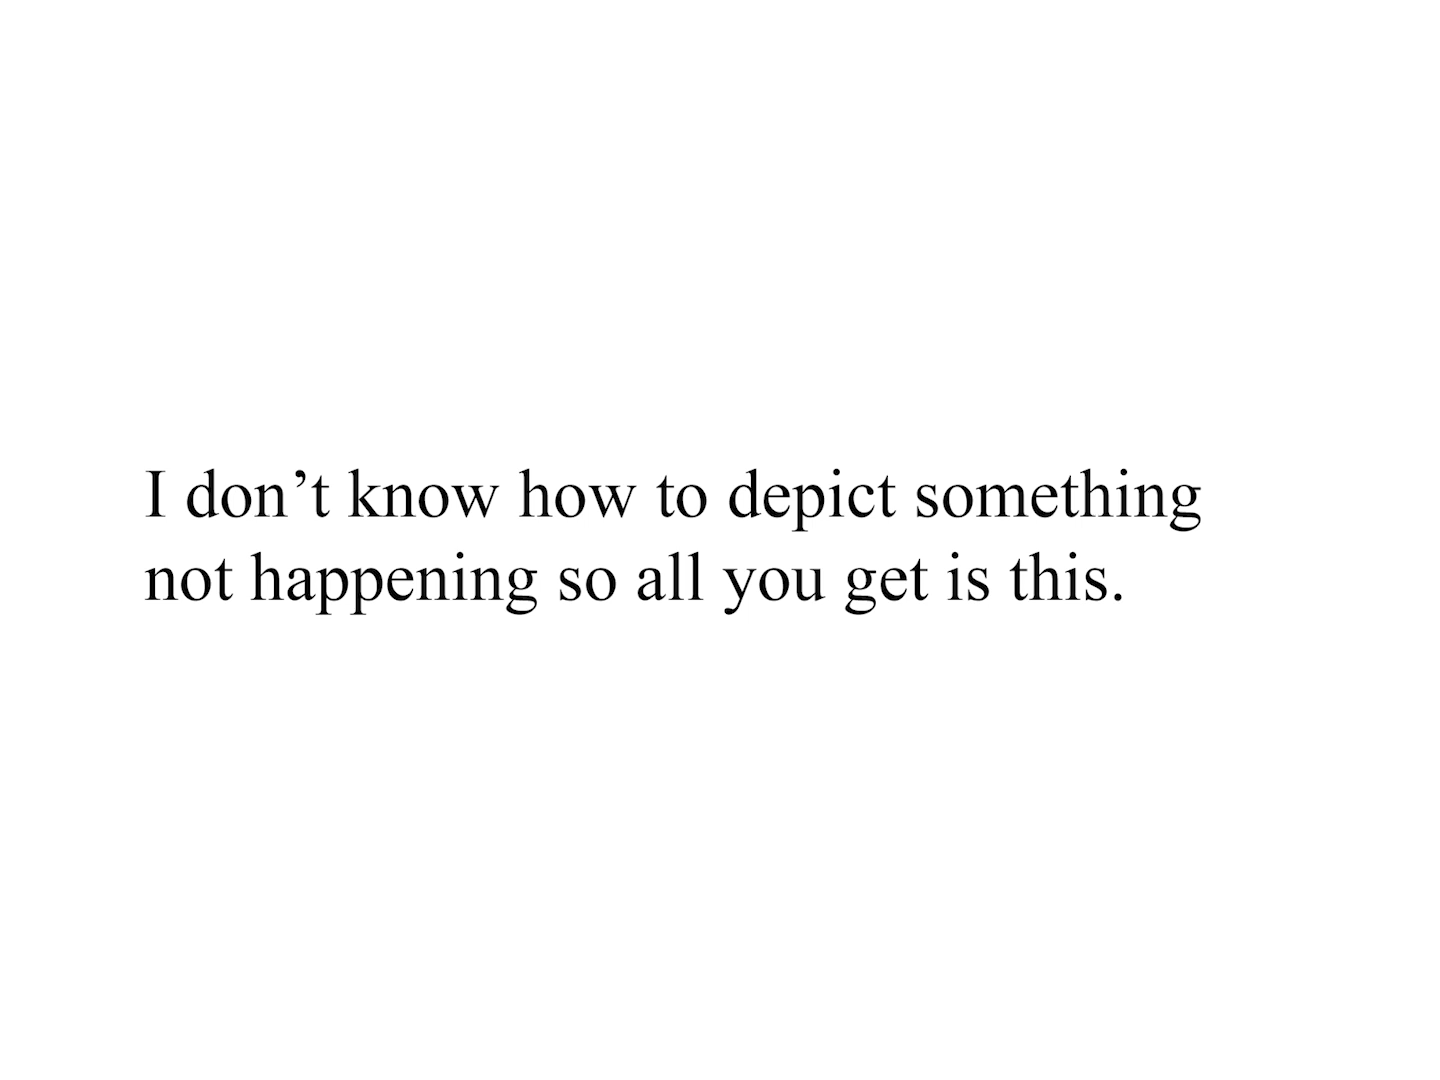 I don’t know how to depict something
not happening so all you get is this.